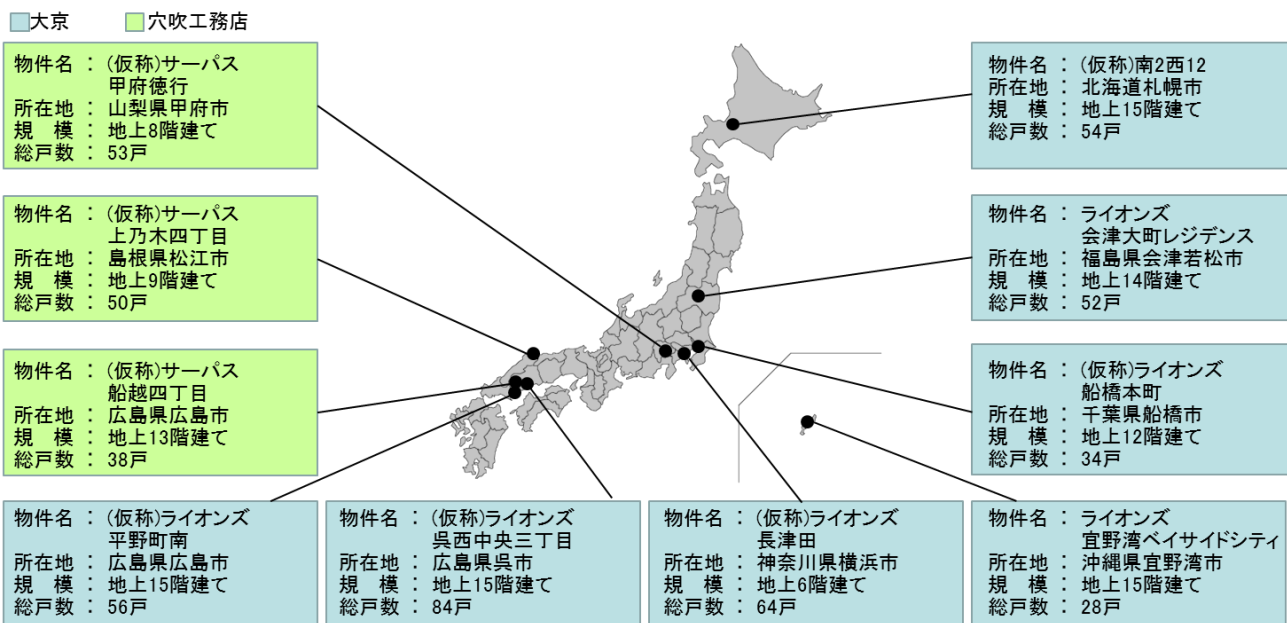 大京 穴吹工務店
物件名 : (仮称)サーパス
甲府徳行
所在地 : 山梨県甲府市
規 模 : 地上8階建て
総戸数 : 53戸
物件名 : (仮称)サーパス
上乃木四丁目
所在地 : 島根県松江市
規 模 : 地上9階建て
総戸数 : 50戸
物件名 : (仮称)サーパス
船越四丁目
所在地 : 広島県広島市
規 模 : 地上13階建て
総戸数 : 38戸
物件名 : (仮称)南2西12
所在地 : 北海道札幌市
規 模 : 地上15階建て
総戸数 : 54戸
物件名 : ライオンズ
会津大町レジデンス
所在地 : 福島県会津若松市
規 模 : 地上14階建て
総戸数 : 52戸
物件名 : (仮称)ライオンズ
船橋本町
所在地 : 千葉県船橋市
規 模 : 地上12階建て
総戸数 : 34戸
物件名 : (仮称)ライオンズ
平野町南
所在地 : 広島県広島市
規 模 : 地上15階建て
総戸数 : 56戸
物件名 : (仮称)ライオンズ
呉西中央三丁目
所在地 : 広島県呉市
規 模 : 地上15階建て
総戸数 : 84戸
物件名 : (仮称)ライオンズ
長津田
所在地 : 神奈川県横浜市
規 模 : 地上6階建て
総戸数 : 64戸
物件名 : ライオンズ
宜野湾ベイサイドシティ
所在地 : 沖縄県宜野湾市
規 模 : 地上15階建て
総戸数 : 28戸